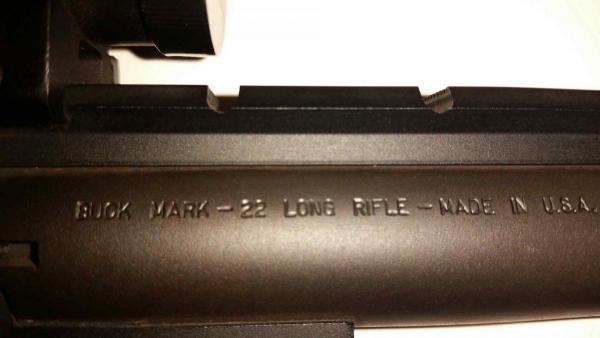 BUCK MARK - 22 LONG RIFLE - MADE IN U.S.A.